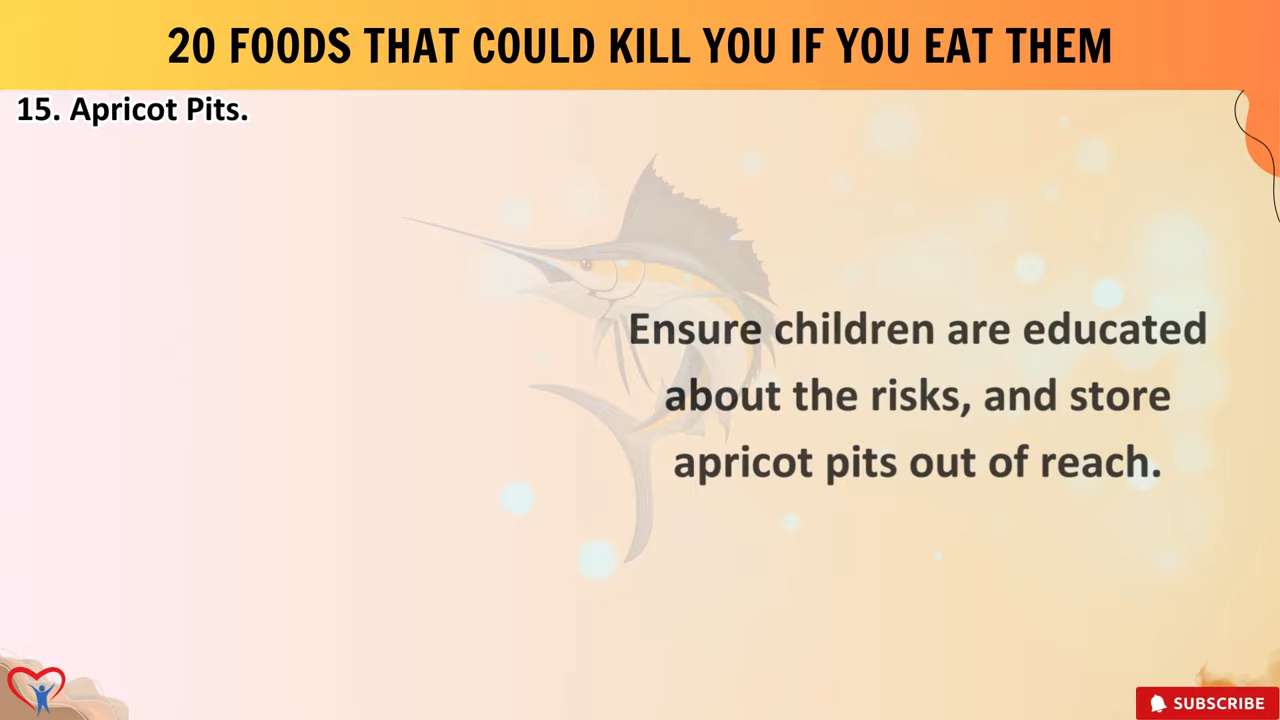 20 FOODS THAT COULD KILL YOU IF YOU EAT THEM
15. Apricot Pits.
Ensure children are educated
about the risks, and store
apricot pits out of reach.
SUBSCRIBE